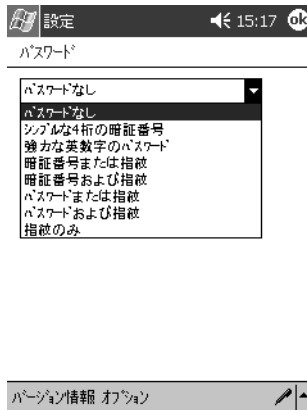 設定 15:17 ok
パスワード
パスワードなし
パスワードなし
シンプルな4桁の暗証番号
強力な英数字のパスワード
暗証番号または指紋
暗証番号および指紋
パスワードまたは指紋
パスワードおよび指紋
指紋のみ
バージョン情報 オプション